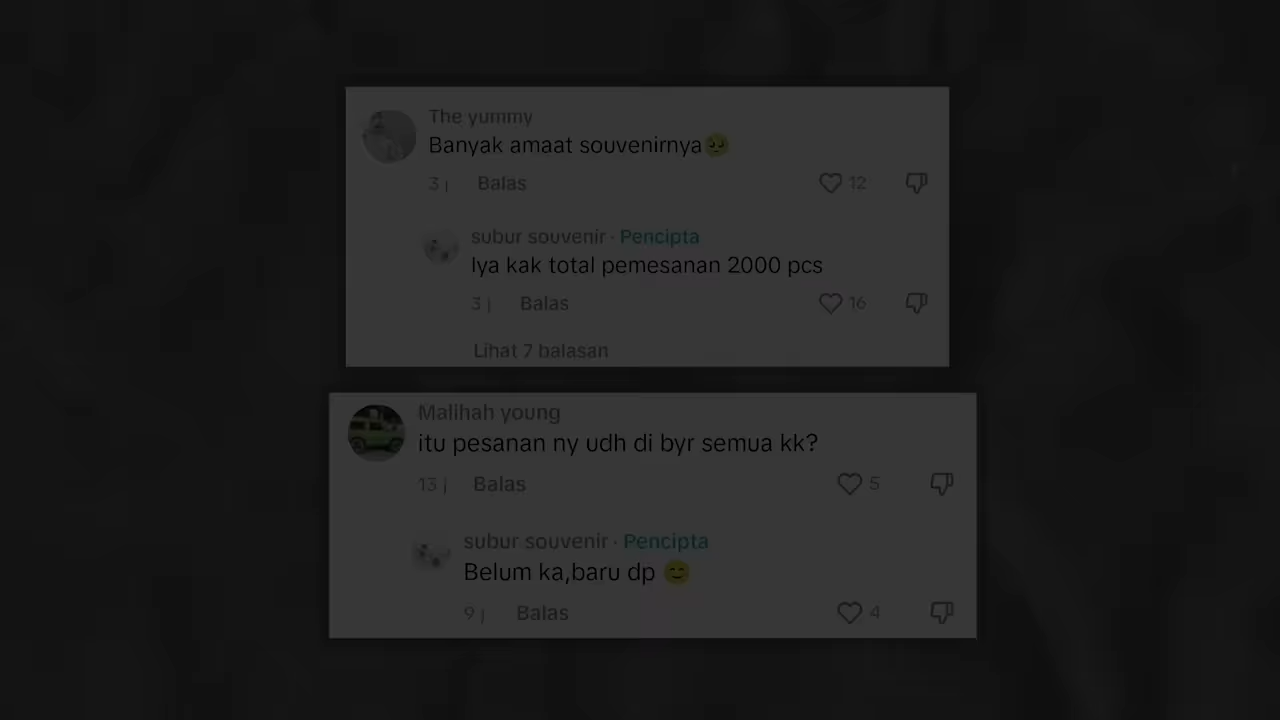 The yummy
Banyak amaat souvenirnya🥺
3 j Balas 12
subur souvenir · Pencipta
Iya kak total pemesanan 2000 pcs
3 j Balas 16
Lihat 7 balasan
Malihah young
itu pesanan ny udh di byr semua kk?
13 j Balas 5
subur souvenir · Pencipta
Belum ka,baru dp 😊
9 j Balas 4